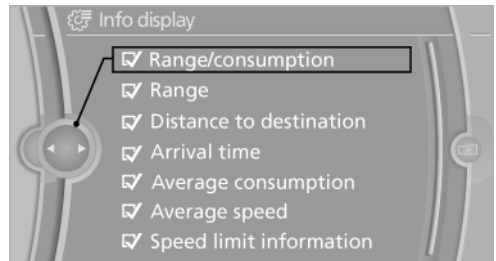 Info display
Range/consumption
Range
Distance to destination
Arrival time
Average consumption
Average speed
Speed limit information